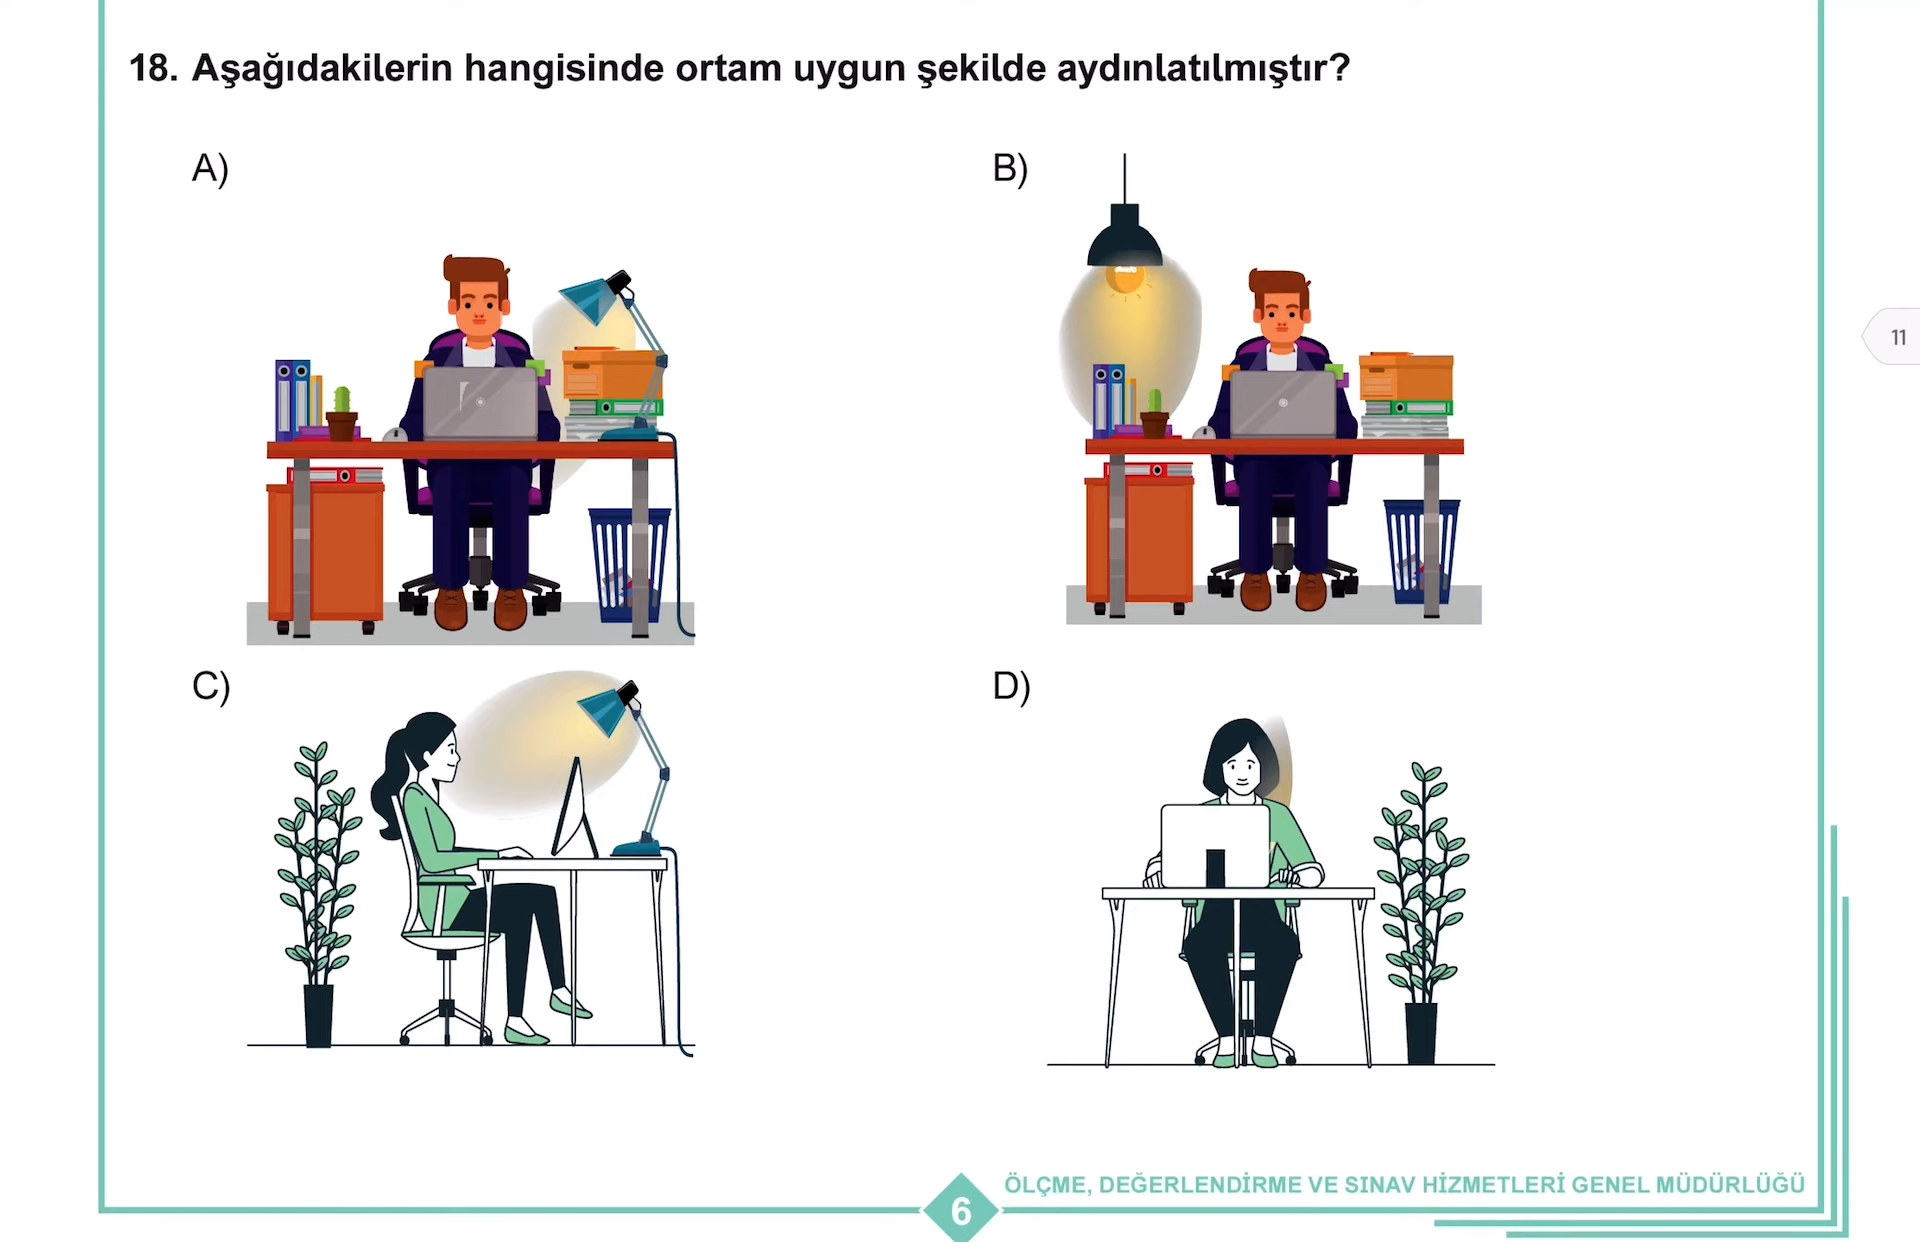 18. Aşağıdakilerin hangisinde ortam uygun şekilde aydınlatılmıştır?
A)
B)
11
C)
D)
ÖLÇME, DEĞERLENDİRME VE SINAV HİZMETLERİ GENEL MÜDÜRLÜĞÜ
6